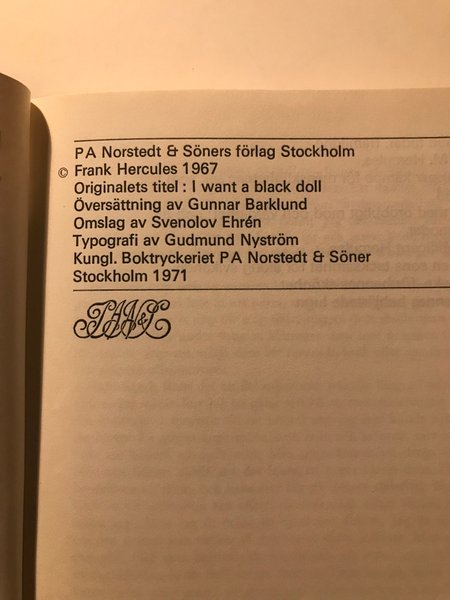 PA Norstedt & Söners förlag Stockholm
© Frank Hercules 1967
Originalets titel : I want a black doll
Översättning av Gunnar Barklund
Omslag av Svenolov Ehrén
Typografi av Gudmund Nyström
Kungl. Boktryckeriet PA Norstedt & Söner
Stockholm 1971
PAN&S